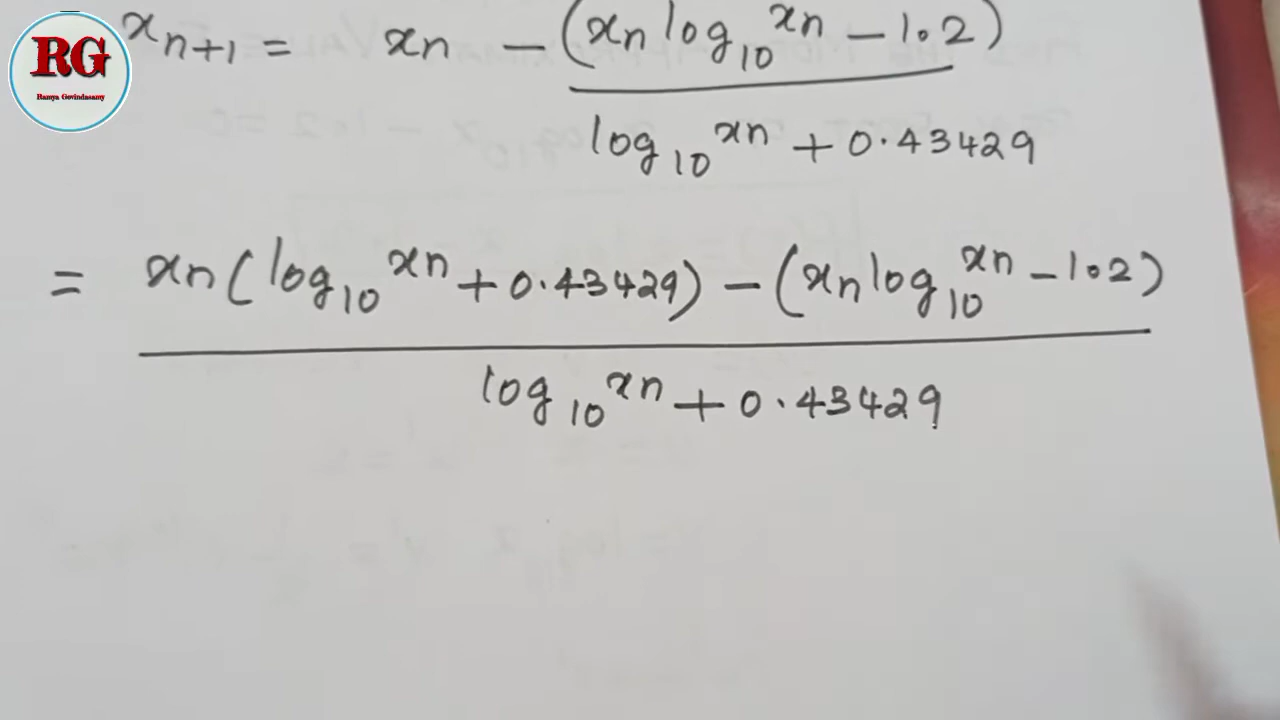 RG
Ramya Govindasamy
xn+1 = xn - (xn log10 xn - 1.2)
log10 xn + 0.43429
= xn(log10 xn + 0.43429) - (xn log10 xn - 1.2)
log10 xn + 0.43429